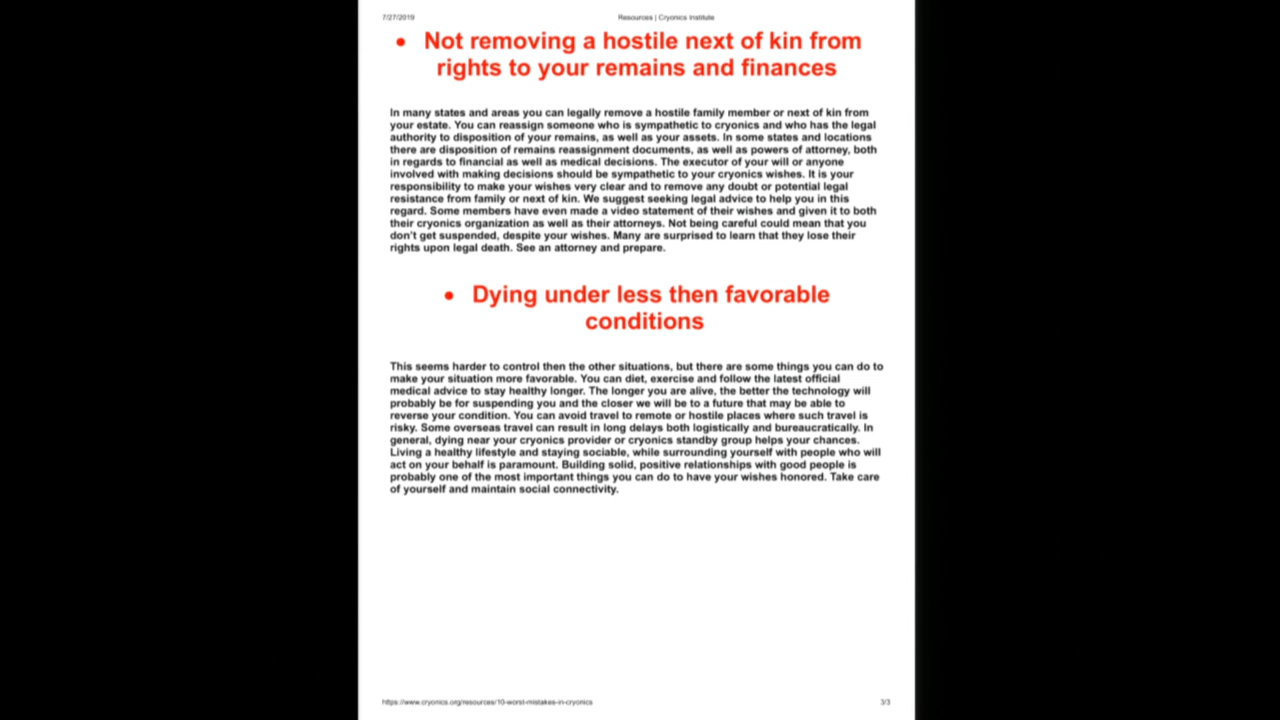 7/27/2019 Resources | Cryonics Institute
• Not removing a hostile next of kin from
rights to your remains and finances
In many states and areas you can legally remove a hostile family member or next of kin from
your estate. You can reassign someone who is sympathetic to cryonics and who has the legal
authority to disposition of your remains, as well as your assets. In some states and locations
there are disposition of remains reassignment documents, as well as powers of attorney, both
in regards to financial as well as medical decisions. The executor of your will or anyone
involved with making decisions should be sympathetic to your cryonics wishes. It is your
responsibility to make your wishes very clear and to remove any doubt or potential legal
resistance from family or next of kin. We suggest seeking legal advice to help you in this
regard. Some members have even made a video statement of their wishes and given it to both
their cryonics organization as well as their attorneys. Not being careful could mean that you
don't get suspended, despite your wishes. Many are surprised to learn that they lose their
rights upon legal death. See an attorney and prepare.
• Dying under less then favorable
conditions
This seems harder to control then the other situations, but there are some things you can do to
make your situation more favorable. You can diet, exercise and follow the latest official
medical advice to stay healthy longer. The longer you are alive, the better the technology will
probably be for suspending you and the closer we will be to a future that may be able to
reverse your condition. You can avoid travel to remote or hostile places where such travel is
risky. Some overseas travel can result in long delays both logistically and bureaucratically. In
general, dying near your cryonics provider or cryonics standby group helps your chances.
Living a healthy lifestyle and staying sociable, while surrounding yourself with people who will
act on your behalf is paramount. Building solid, positive relationships with good people is
probably one of the most important things you can do to have your wishes honored. Take care
of yourself and maintain social connectivity.
https://www.cryonics.org/resources/10-worst-mistakes-in-cryonics 3/3